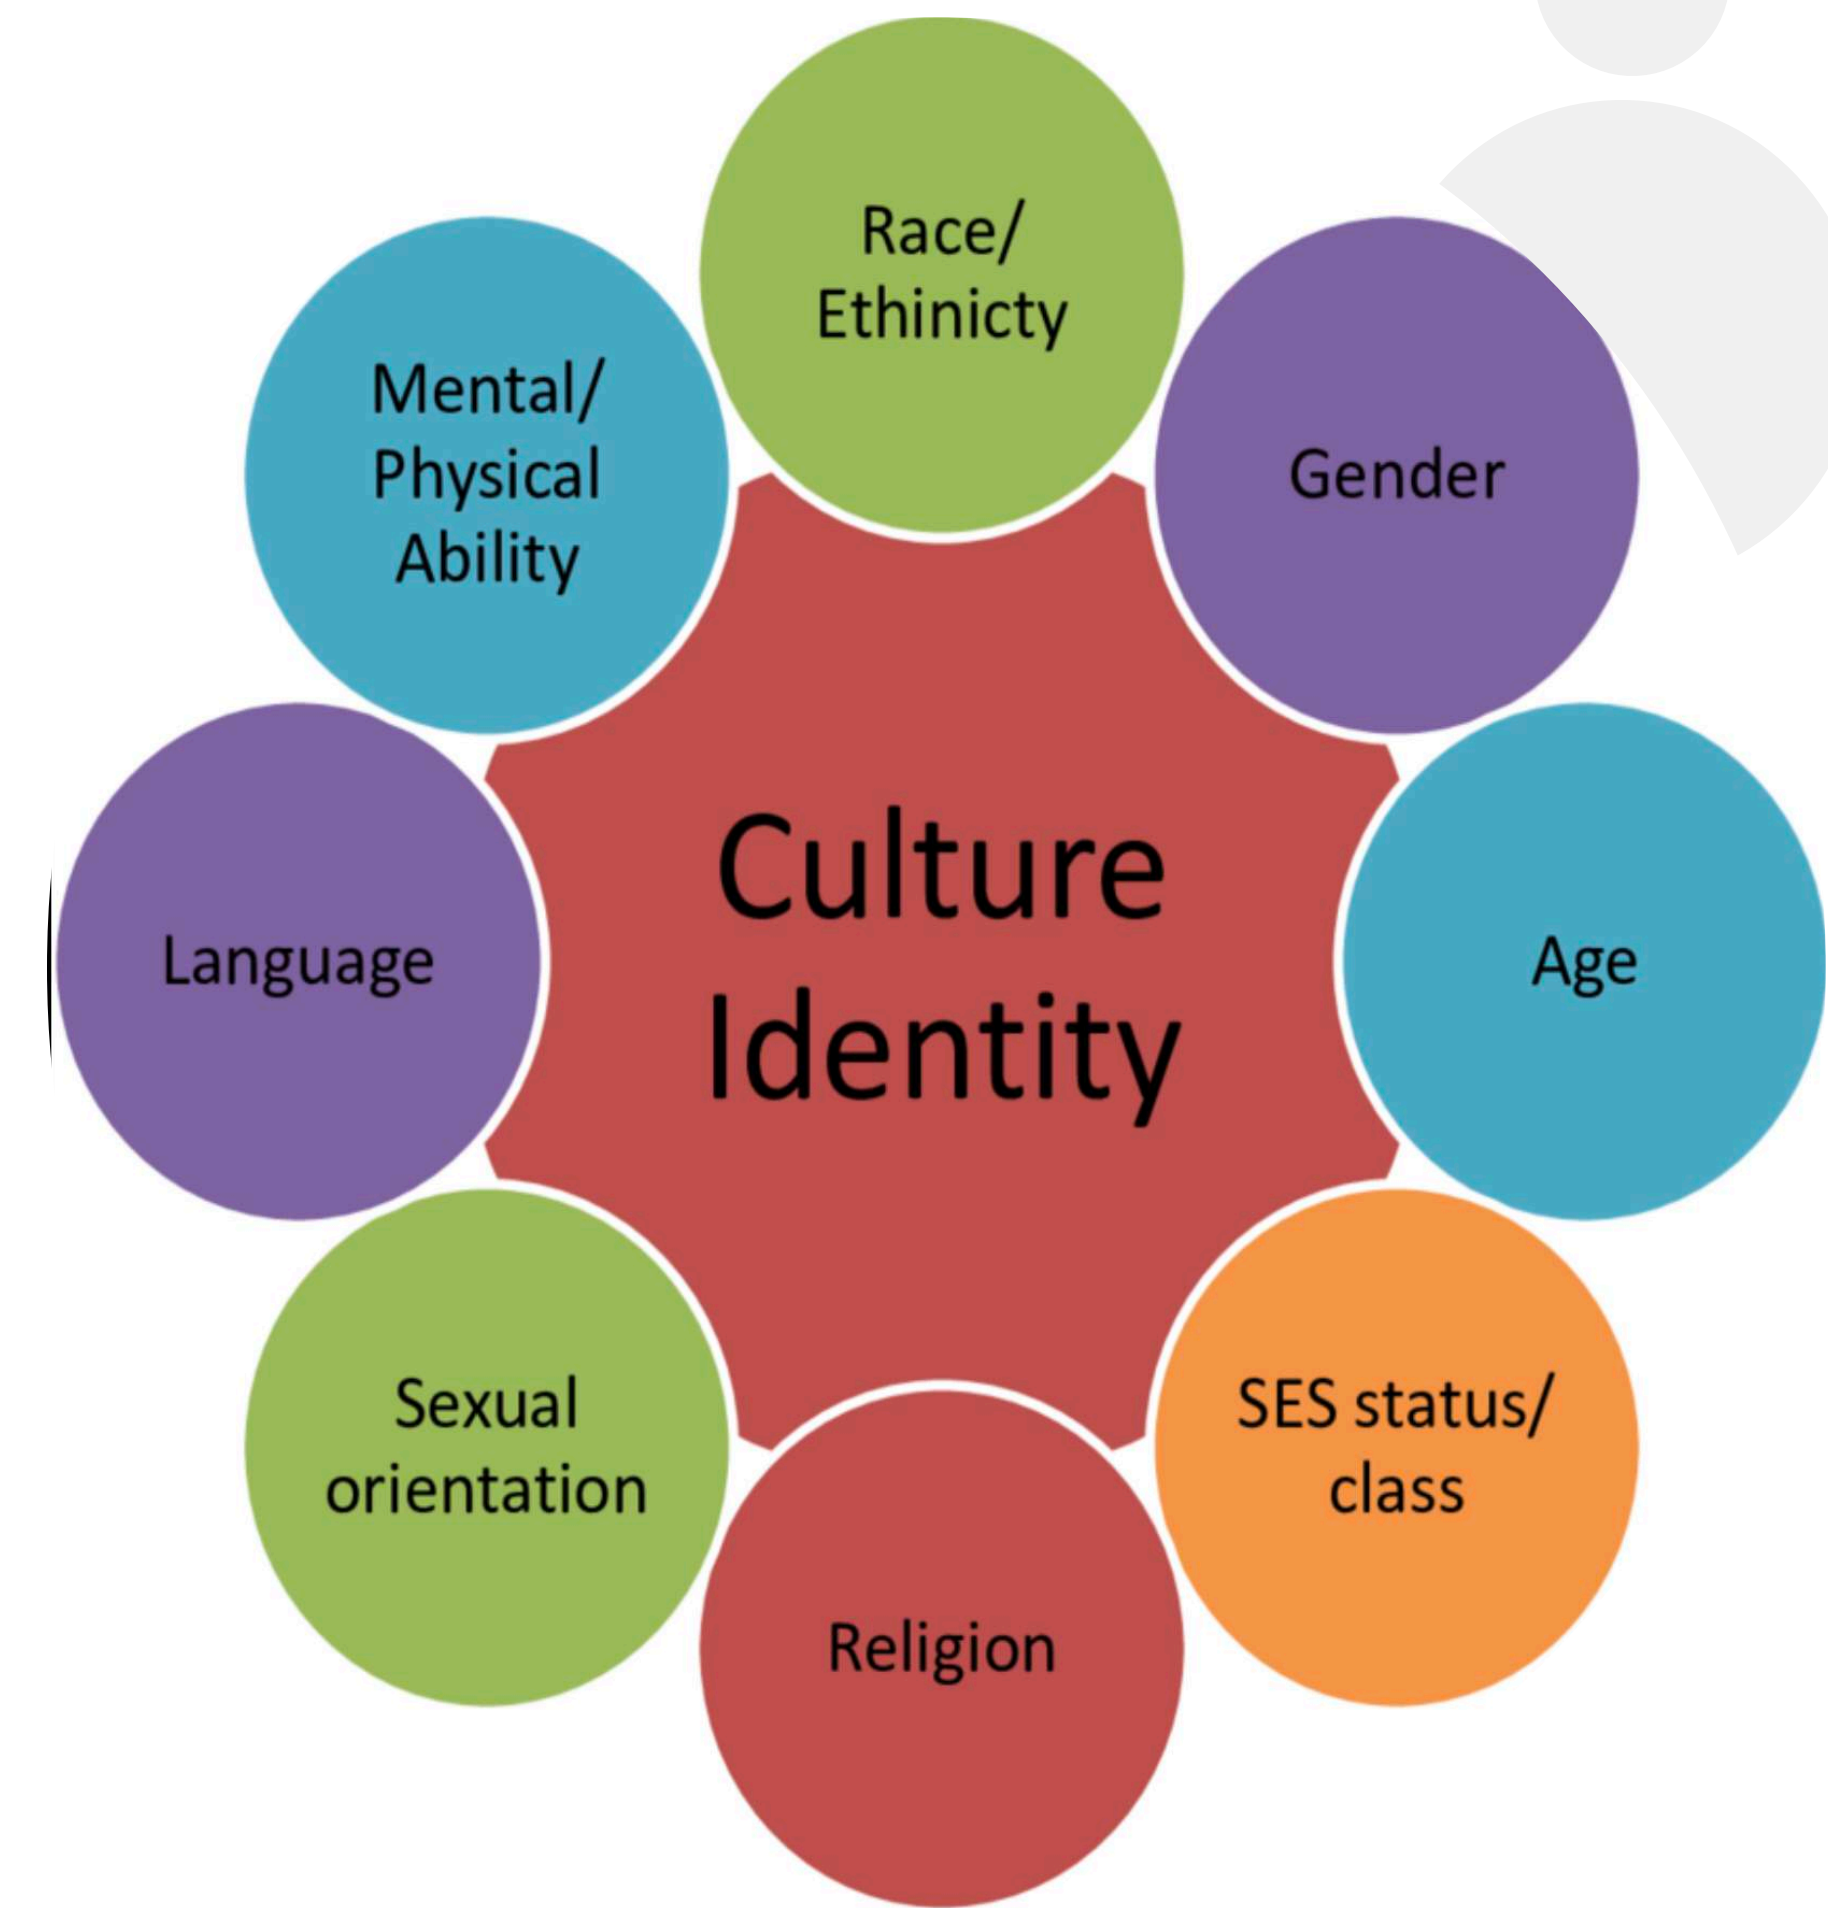 Race/
Ethinicty
Gender
Age
SES status/
class
Religion
Sexual
orientation
Language
Mental/
Physical
Ability
Culture
Identity